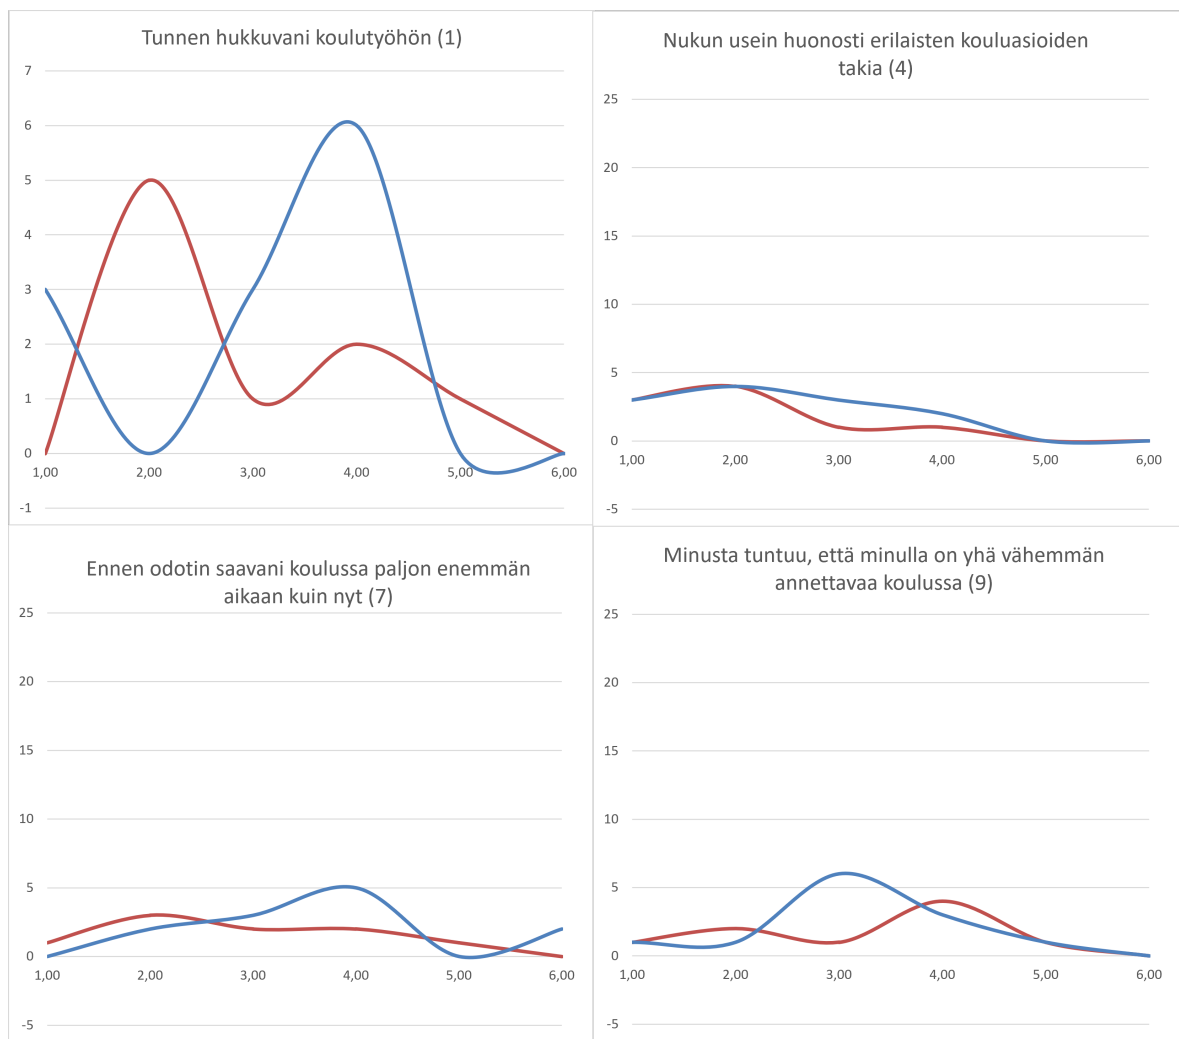 Tunnen hukkuvani koulutyöhön (1)
7
6
5
4
3
2
1
0
-1
1,00 2,00 3,00 4,00 5,00 6,00
Nukun usein huonosti erilaisten kouluasioiden
takia (4)
25
20
15
10
5
0
-5
1,00 2,00 3,00 4,00 5,00 6,00
Ennen odotin saavani koulussa paljon enemmän
aikaan kuin nyt (7)
25
20
15
10
5
0
-5
1,00 2,00 3,00 4,00 5,00 6,00
Minusta tuntuu, että minulla on yhä vähemmän
annettavaa koulussa (9)
25
20
15
10
5
0
-5
1,00 2,00 3,00 4,00 5,00 6,00